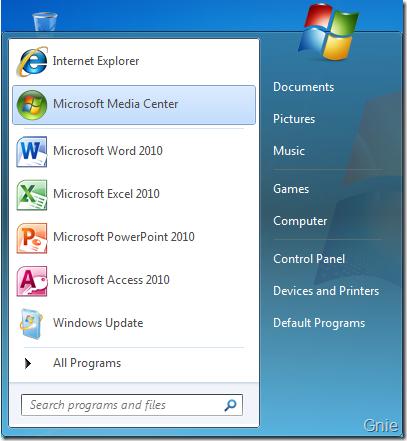 Internet Explorer
Microsoft Media Center
Microsoft Word 2010
Microsoft Excel 2010
Microsoft PowerPoint 2010
Microsoft Access 2010
Windows Update
All Programs
Search programs and files
Documents
Pictures
Music
Games
Computer
Control Panel
Devices and Printers
Default Programs
Gnie